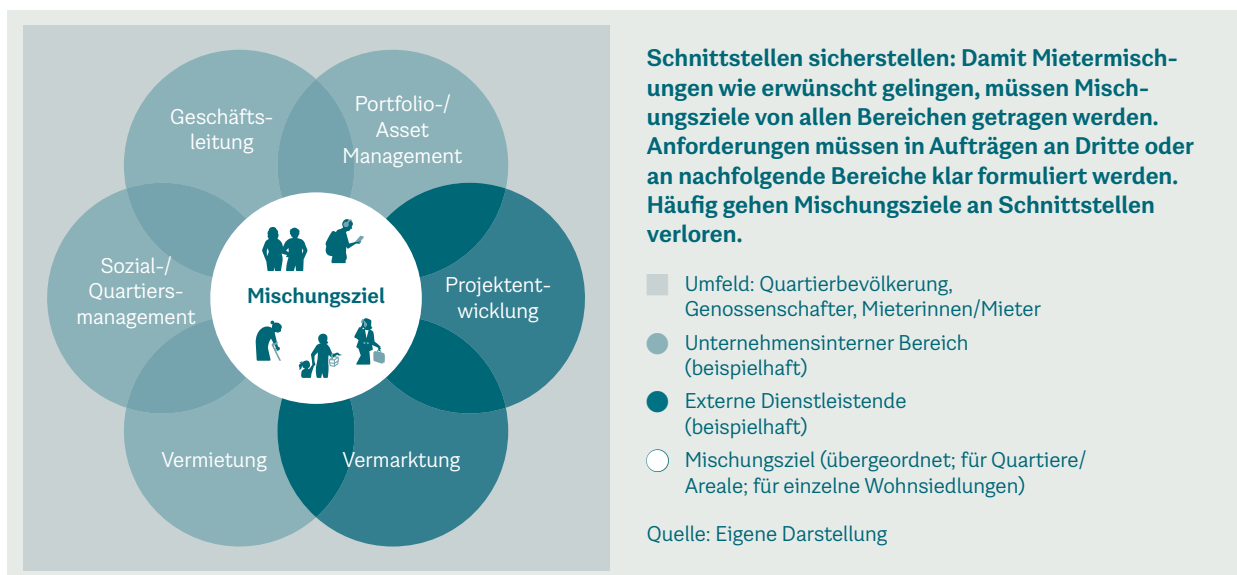 Geschäfts-
leitung
Portfolio-/
Asset
Management
Sozial-/
Quartiers-
management
Mischungsziel
Projektent-
wicklung
Vermietung
Vermarktung
Schnittstellen sicherstellen: Damit Mietermisch-
ungen wie erwünscht gelingen, müssen Misch-
ungsziele von allen Bereichen getragen werden.
Anforderungen müssen in Aufträgen an Dritte oder
an nachfolgende Bereiche klar formuliert werden.
Häufig gehen Mischungsziele an Schnittstellen
verloren.
Umfeld: Quartierbevölkerung,
Genossenschafter, Mieterinnen/Mieter
Unternehmensinterner Bereich
(beispielhaft)
Externe Dienstleistende
(beispielhaft)
Mischungsziel (übergeordnet; für Quartiere/
Areale; für einzelne Wohnsiedlungen)
Quelle: Eigene Darstellung